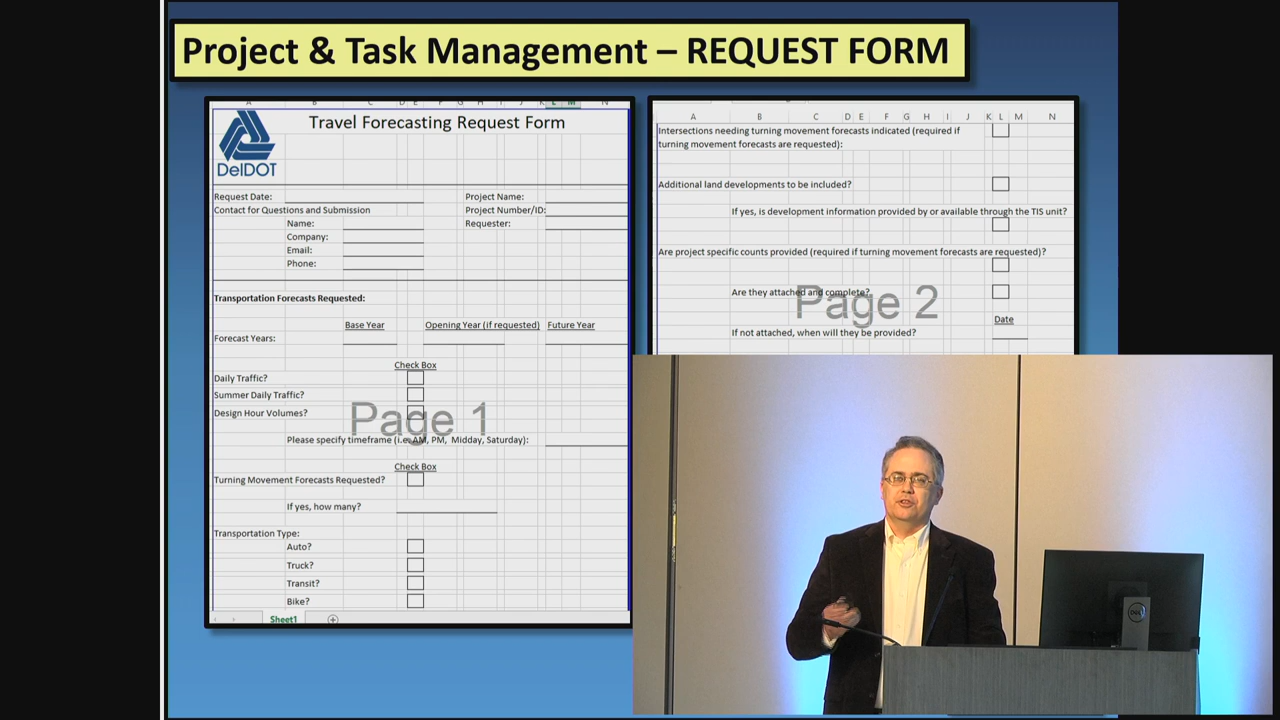 Project & Task Management – REQUEST FORM
A B C D E F G H I J K L M N
DelDOT
Travel Forecasting Request Form
Request Date:
Project Name:
Contact for Questions and Submission
Project Number/ID:
Name:
Requester:
Company:
Email:
Phone:
Transportation Forecasts Requested:
Base Year
Opening Year (if requested)
Future Year
Forecast Years:
Check Box
Daily Traffic?
Summer Daily Traffic?
Design Hour Volumes?
Page 1
Please specify timeframe (i.e. AM, PM, Midday, Saturday):
Check Box
Turning Movement Forecasts Requested?
If yes, how many?
Transportation Type:
Auto?
Truck?
Transit?
Bike?
Sheet1
A B C D E F G H I J K L M N
Intersections needing turning movement forecasts indicated (required if
turning movement forecasts are requested):
Additional land developments to be included?
If yes, is development information provided by or available through the TIS unit?
Are project specific counts provided (required if turning movement forecasts are requested)?
Are they attached and complete?
Page 2
Date
If not attached, when will they be provided?
DELL